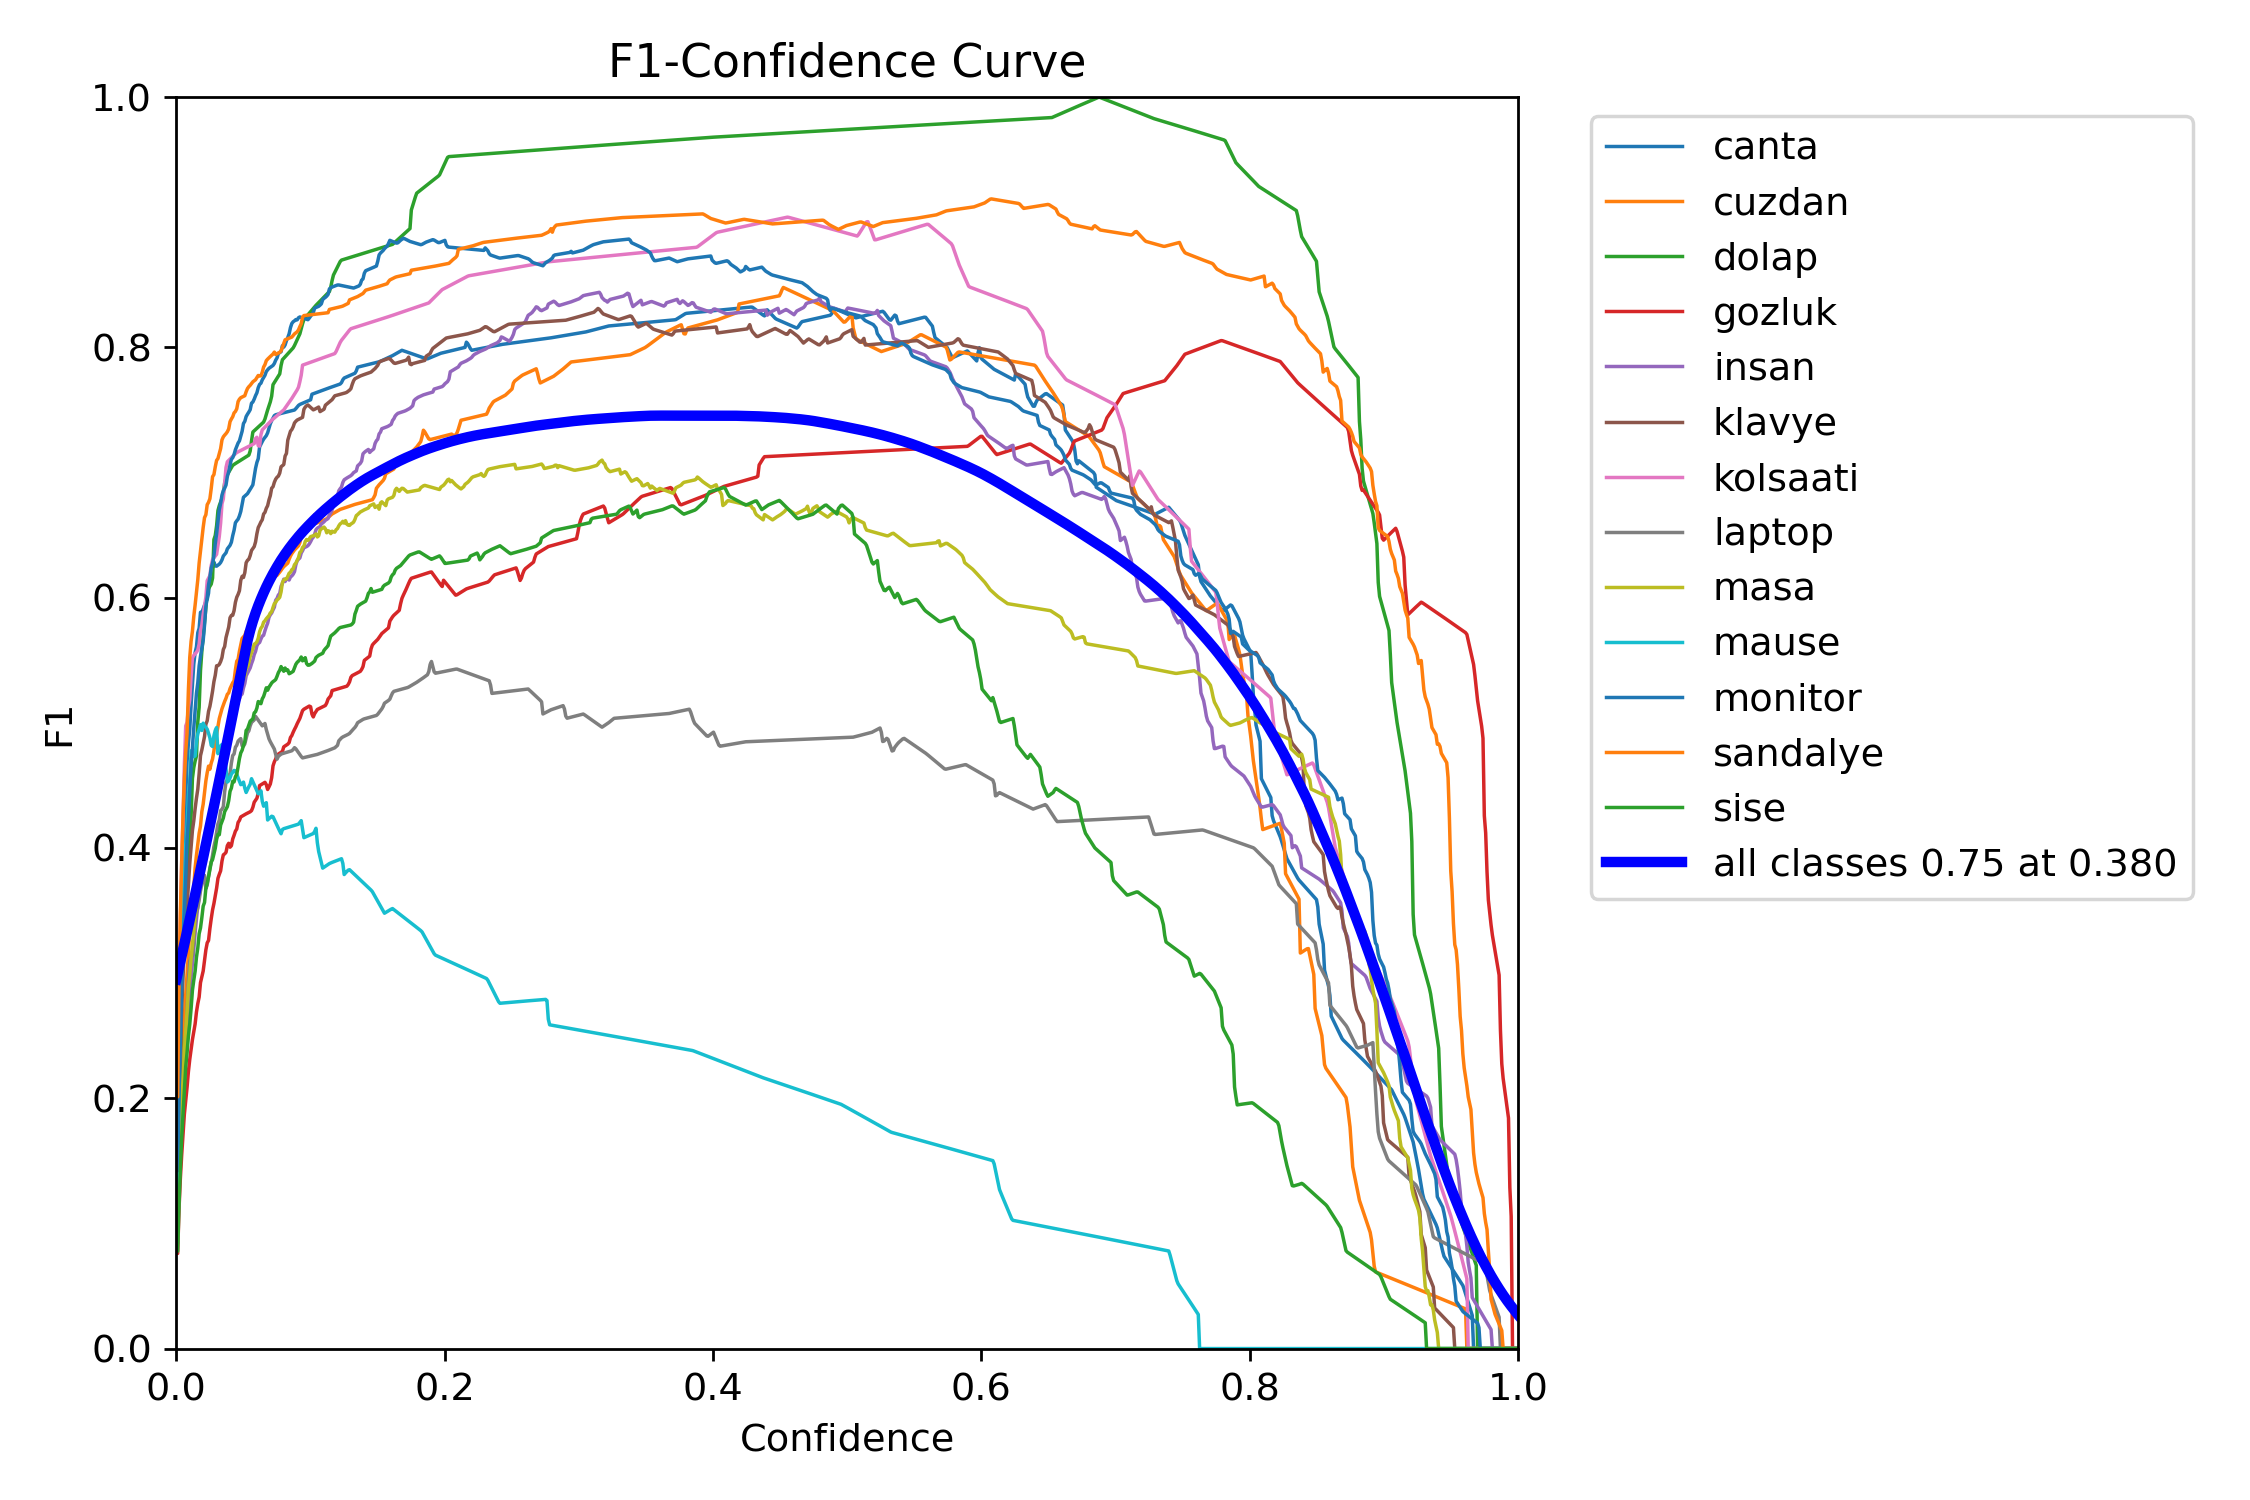 F1-Confidence Curve
1.0
0.8
0.6
0.4
0.2
0.0
F1
0.0 0.2 0.4 0.6 0.8 1.0
Confidence
canta
cuzdan
dolap
gozluk
insan
klavye
kolsaati
laptop
masa
mause
monitor
sandalye
sise
all classes 0.75 at 0.380